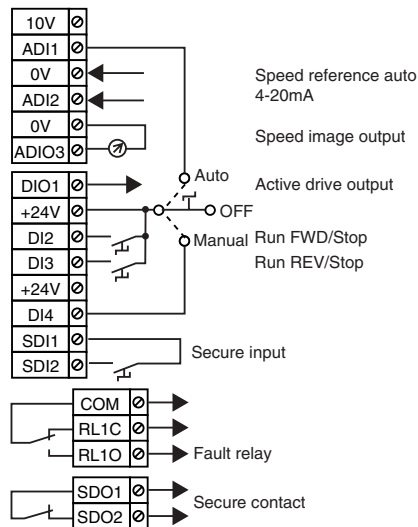 10V
ADI1
0V
ADI2
0V
ADIO3
Speed reference auto
4-20mA
Speed image output
DIO1
+24V
DI2
DI3
+24V
DI4
SDI1
SDI2
Auto
OFF
Manual
Active drive output
Run FWD/Stop
Run REV/Stop
Secure input
COM
RL1C
RL1O
Fault relay
SDO1
SDO2
Secure contact